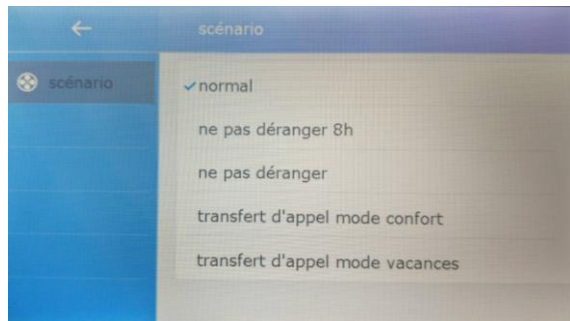 scénario
scénario
normal
ne pas déranger 8h
ne pas déranger
transfert d'appel mode confort
transfert d'appel mode vacances